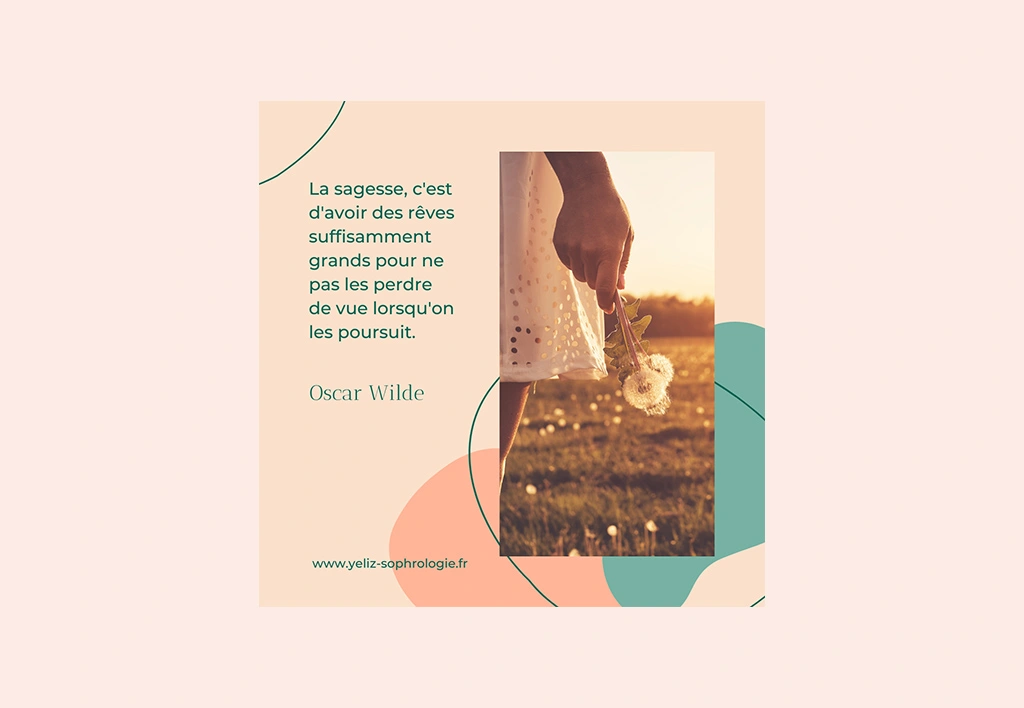 La sagesse, c'est
d'avoir des rêves
suffisamment
grands pour ne
pas les perdre
de vue lorsqu'on
les poursuit.
Oscar Wilde
www.yeliz-sophrologie.fr